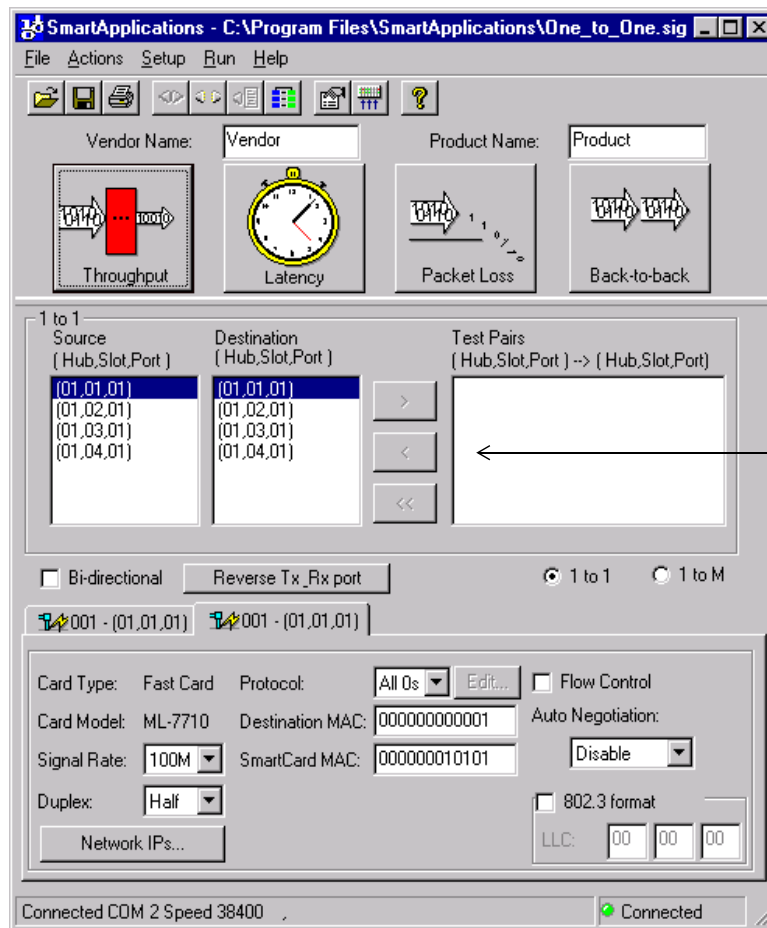 SmartApplications - C:\Program Files\SmartApplications\One_to_One.sig
File Actions Setup Run Help
Vendor Name: Vendor Product Name: Product
Throughput Latency Packet Loss Back-to-back
1 to 1
Source Destination Test Pairs
( Hub,Slot,Port ) ( Hub,Slot,Port ) ( Hub,Slot,Port ) --> ( Hub,Slot,Port)
(01,01,01) (01,01,01) >
(01,02,01) (01,02,01)
(01,03,01) (01,03,01)
(01,04,01) (01,04,01) <
<<
Bi-directional Reverse Tx_Rx port 1 to 1 1 to M
001 - (01,01,01) 001 - (01,01,01)
Card Type: Fast Card Protocol: All 0s Edit... Flow Control
Card Model: ML-7710 Destination MAC: 000000000001 Auto Negotiation:
Signal Rate: 100M SmartCard MAC: 000000010101 Disable
Duplex: Half 802.3 format
Network IPs... LLC: 00 00 00
Connected COM 2 Speed 38400 , Connected